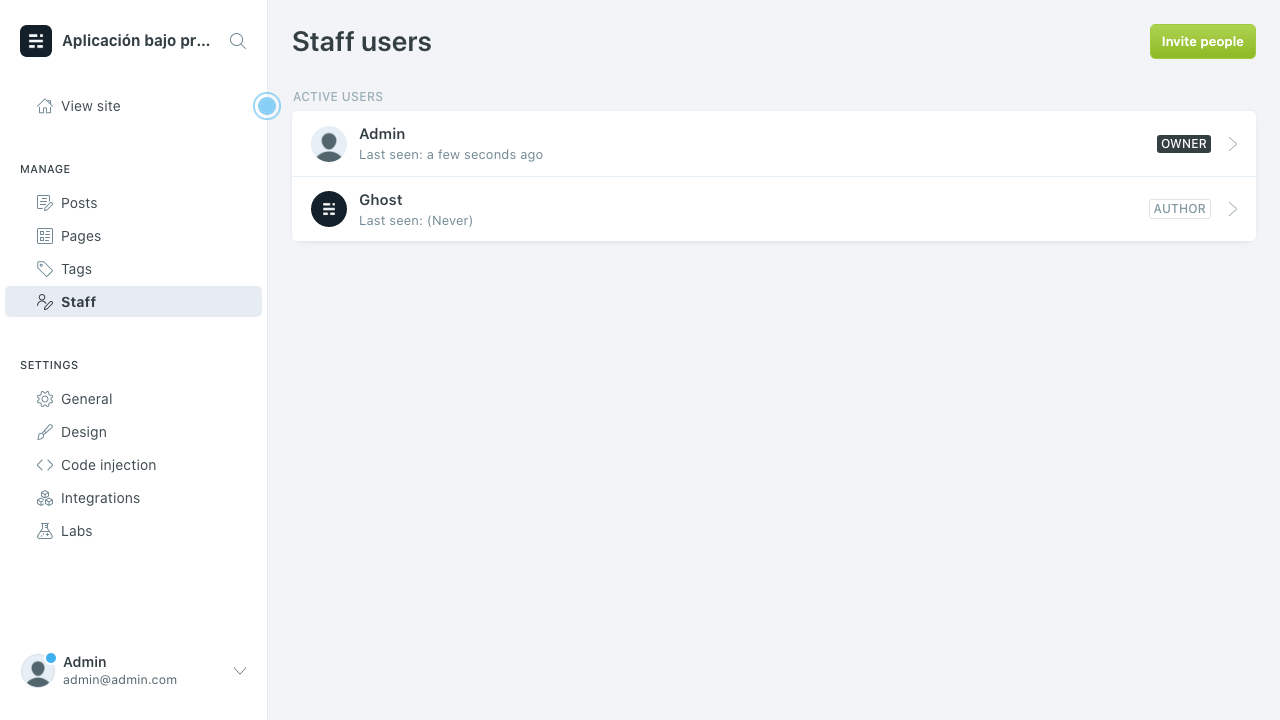 Aplicación bajo pr...
View site
MANAGE
Posts
Pages
Tags
Staff
SETTINGS
General
Design
Code injection
Integrations
Labs
Admin
admin@admin.com
Staff users
Invite people
ACTIVE USERS
Admin
Last seen: a few seconds ago
OWNER
Ghost
Last seen: (Never)
AUTHOR